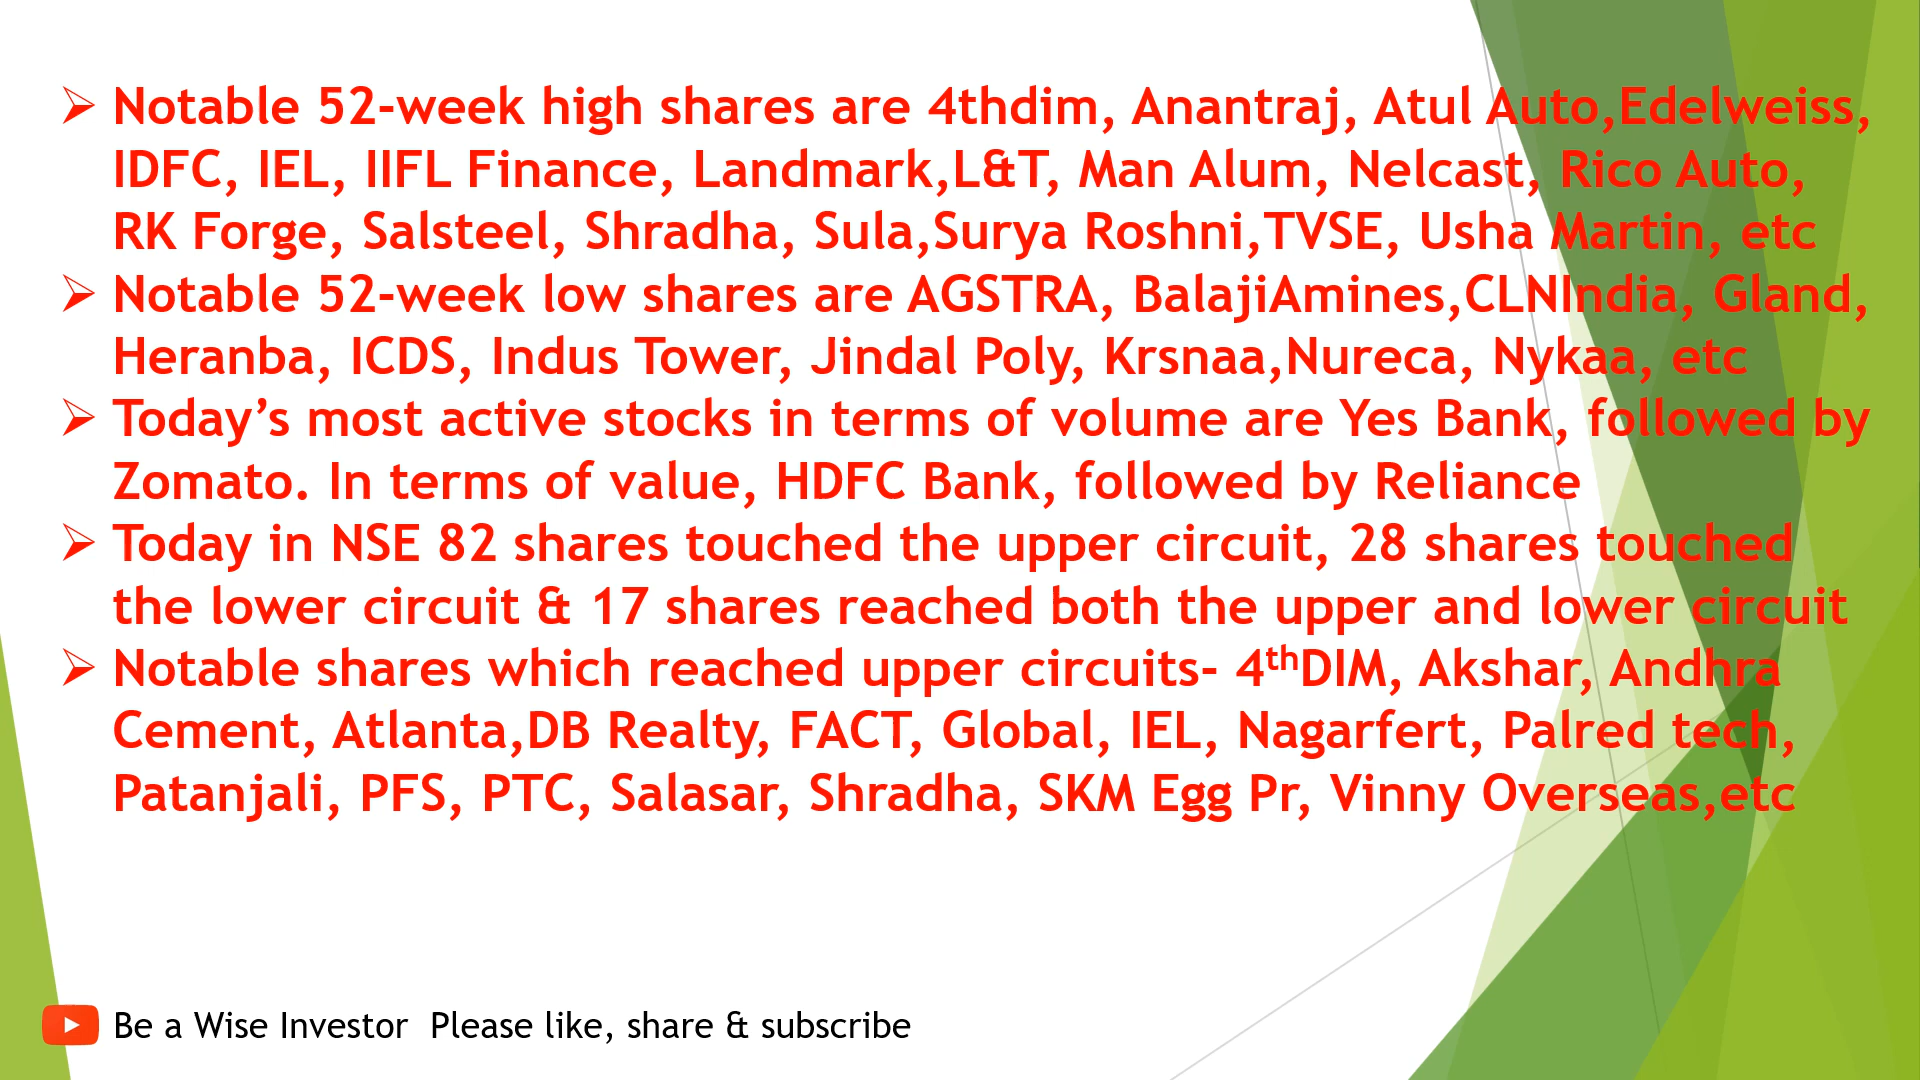 ➢ Notable 52-week high shares are 4thdim, Anantraj, Atul Auto,Edelweiss,
IDFC, IEL, IIFL Finance, Landmark,L&T, Man Alum, Nelcast, Rico Auto,
RK Forge, Salsteel, Shradha, Sula,Surya Roshni,TVSE, Usha Martin, etc
➢ Notable 52-week low shares are AGSTRA, BalajiAmines,CLNIndia, Gland,
Heranba, ICDS, Indus Tower, Jindal Poly, Krsnaa,Nureca, Nykaa, etc
➢ Today’s most active stocks in terms of volume are Yes Bank, followed by
Zomato. In terms of value, HDFC Bank, followed by Reliance
➢ Today in NSE 82 shares touched the upper circuit, 28 shares touched
the lower circuit & 17 shares reached both the upper and lower circuit
➢ Notable shares which reached upper circuits- 4thDIM, Akshar, Andhra
Cement, Atlanta,DB Realty, FACT, Global, IEL, Nagarfert, Palred tech,
Patanjali, PFS, PTC, Salasar, Shradha, SKM Egg Pr, Vinny Overseas,etc
Be a Wise Investor  Please like, share & subscribe